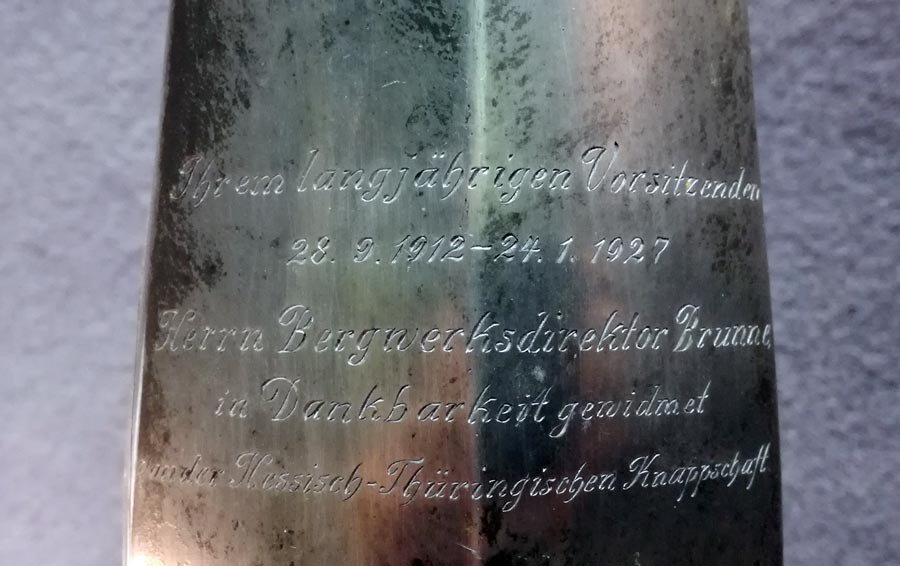 Ihrem langjährigen Vorsitzenden
28. 9. 1912 - 24. 1. 1927
Herrn Bergwerksdirektor Brunne
in Dankbarkeit gewidmet
von der Hessisch-Thüringischen Knappschaft